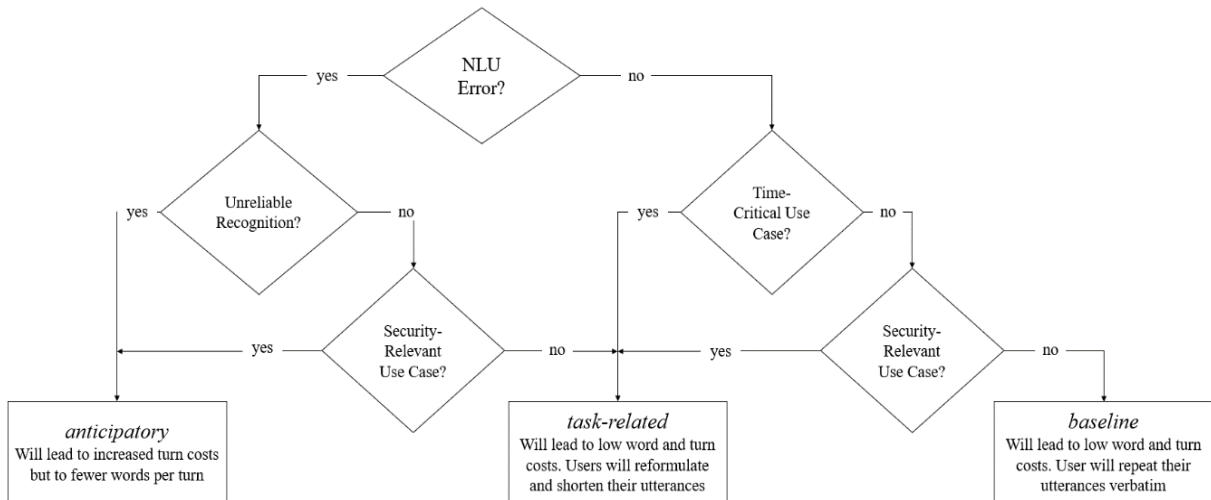 NLU
Error?
yes
no
Unreliable
Recognition?
Time-
Critical Use
Case?
yes
no
yes
no
Security-
Relevant
Use Case?
Security-
Relevant
Use Case?
yes
no
yes
no
anticipatory
Will lead to increased turn costs
but to fewer words per turn
task-related
Will lead to low word and turn
costs. Users will reformulate
and shorten their utterances
baseline
Will lead to low word and turn
costs. User will repeat their
utterances verbatim